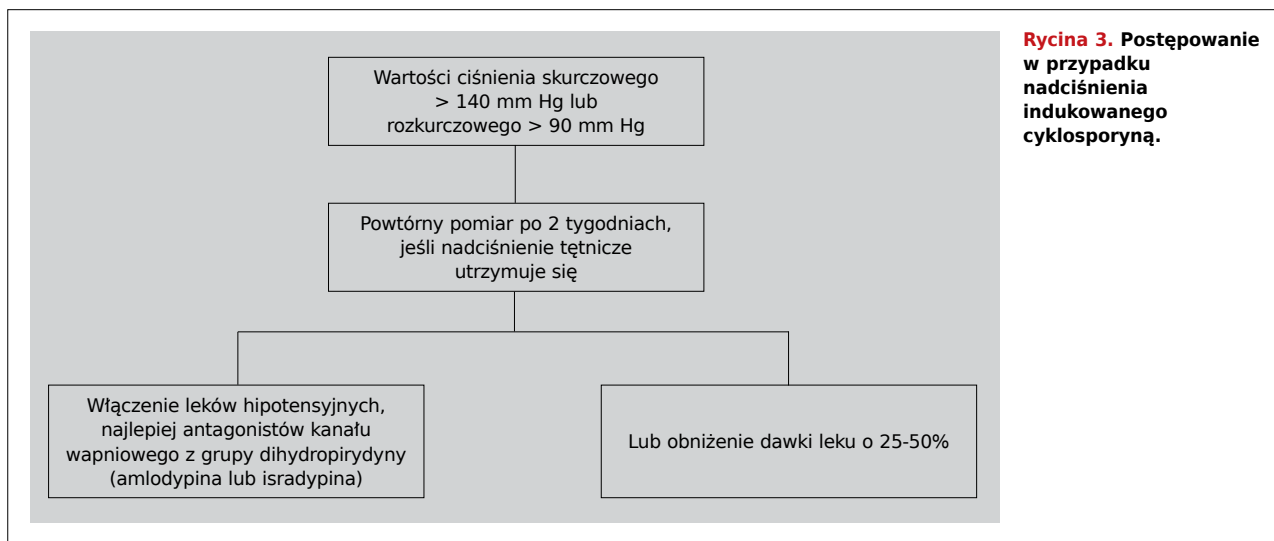 Rycina 3. Postępowanie
w przypadku
nadciśnienia
indukowanego
cyklosporyną.
Wartości ciśnienia skurczowego
> 140 mm Hg lub
rozkurczowego > 90 mm Hg
Powtórny pomiar po 2 tygodniach,
jeśli nadciśnienie tętnicze
utrzymuje się
Włączenie leków hipotensyjnych,
najlepiej antagonistów kanału
wapniowego z grupy dihydropirydyny
(amlodypina lub isradypina)
Lub obniżenie dawki leku o 25-50%